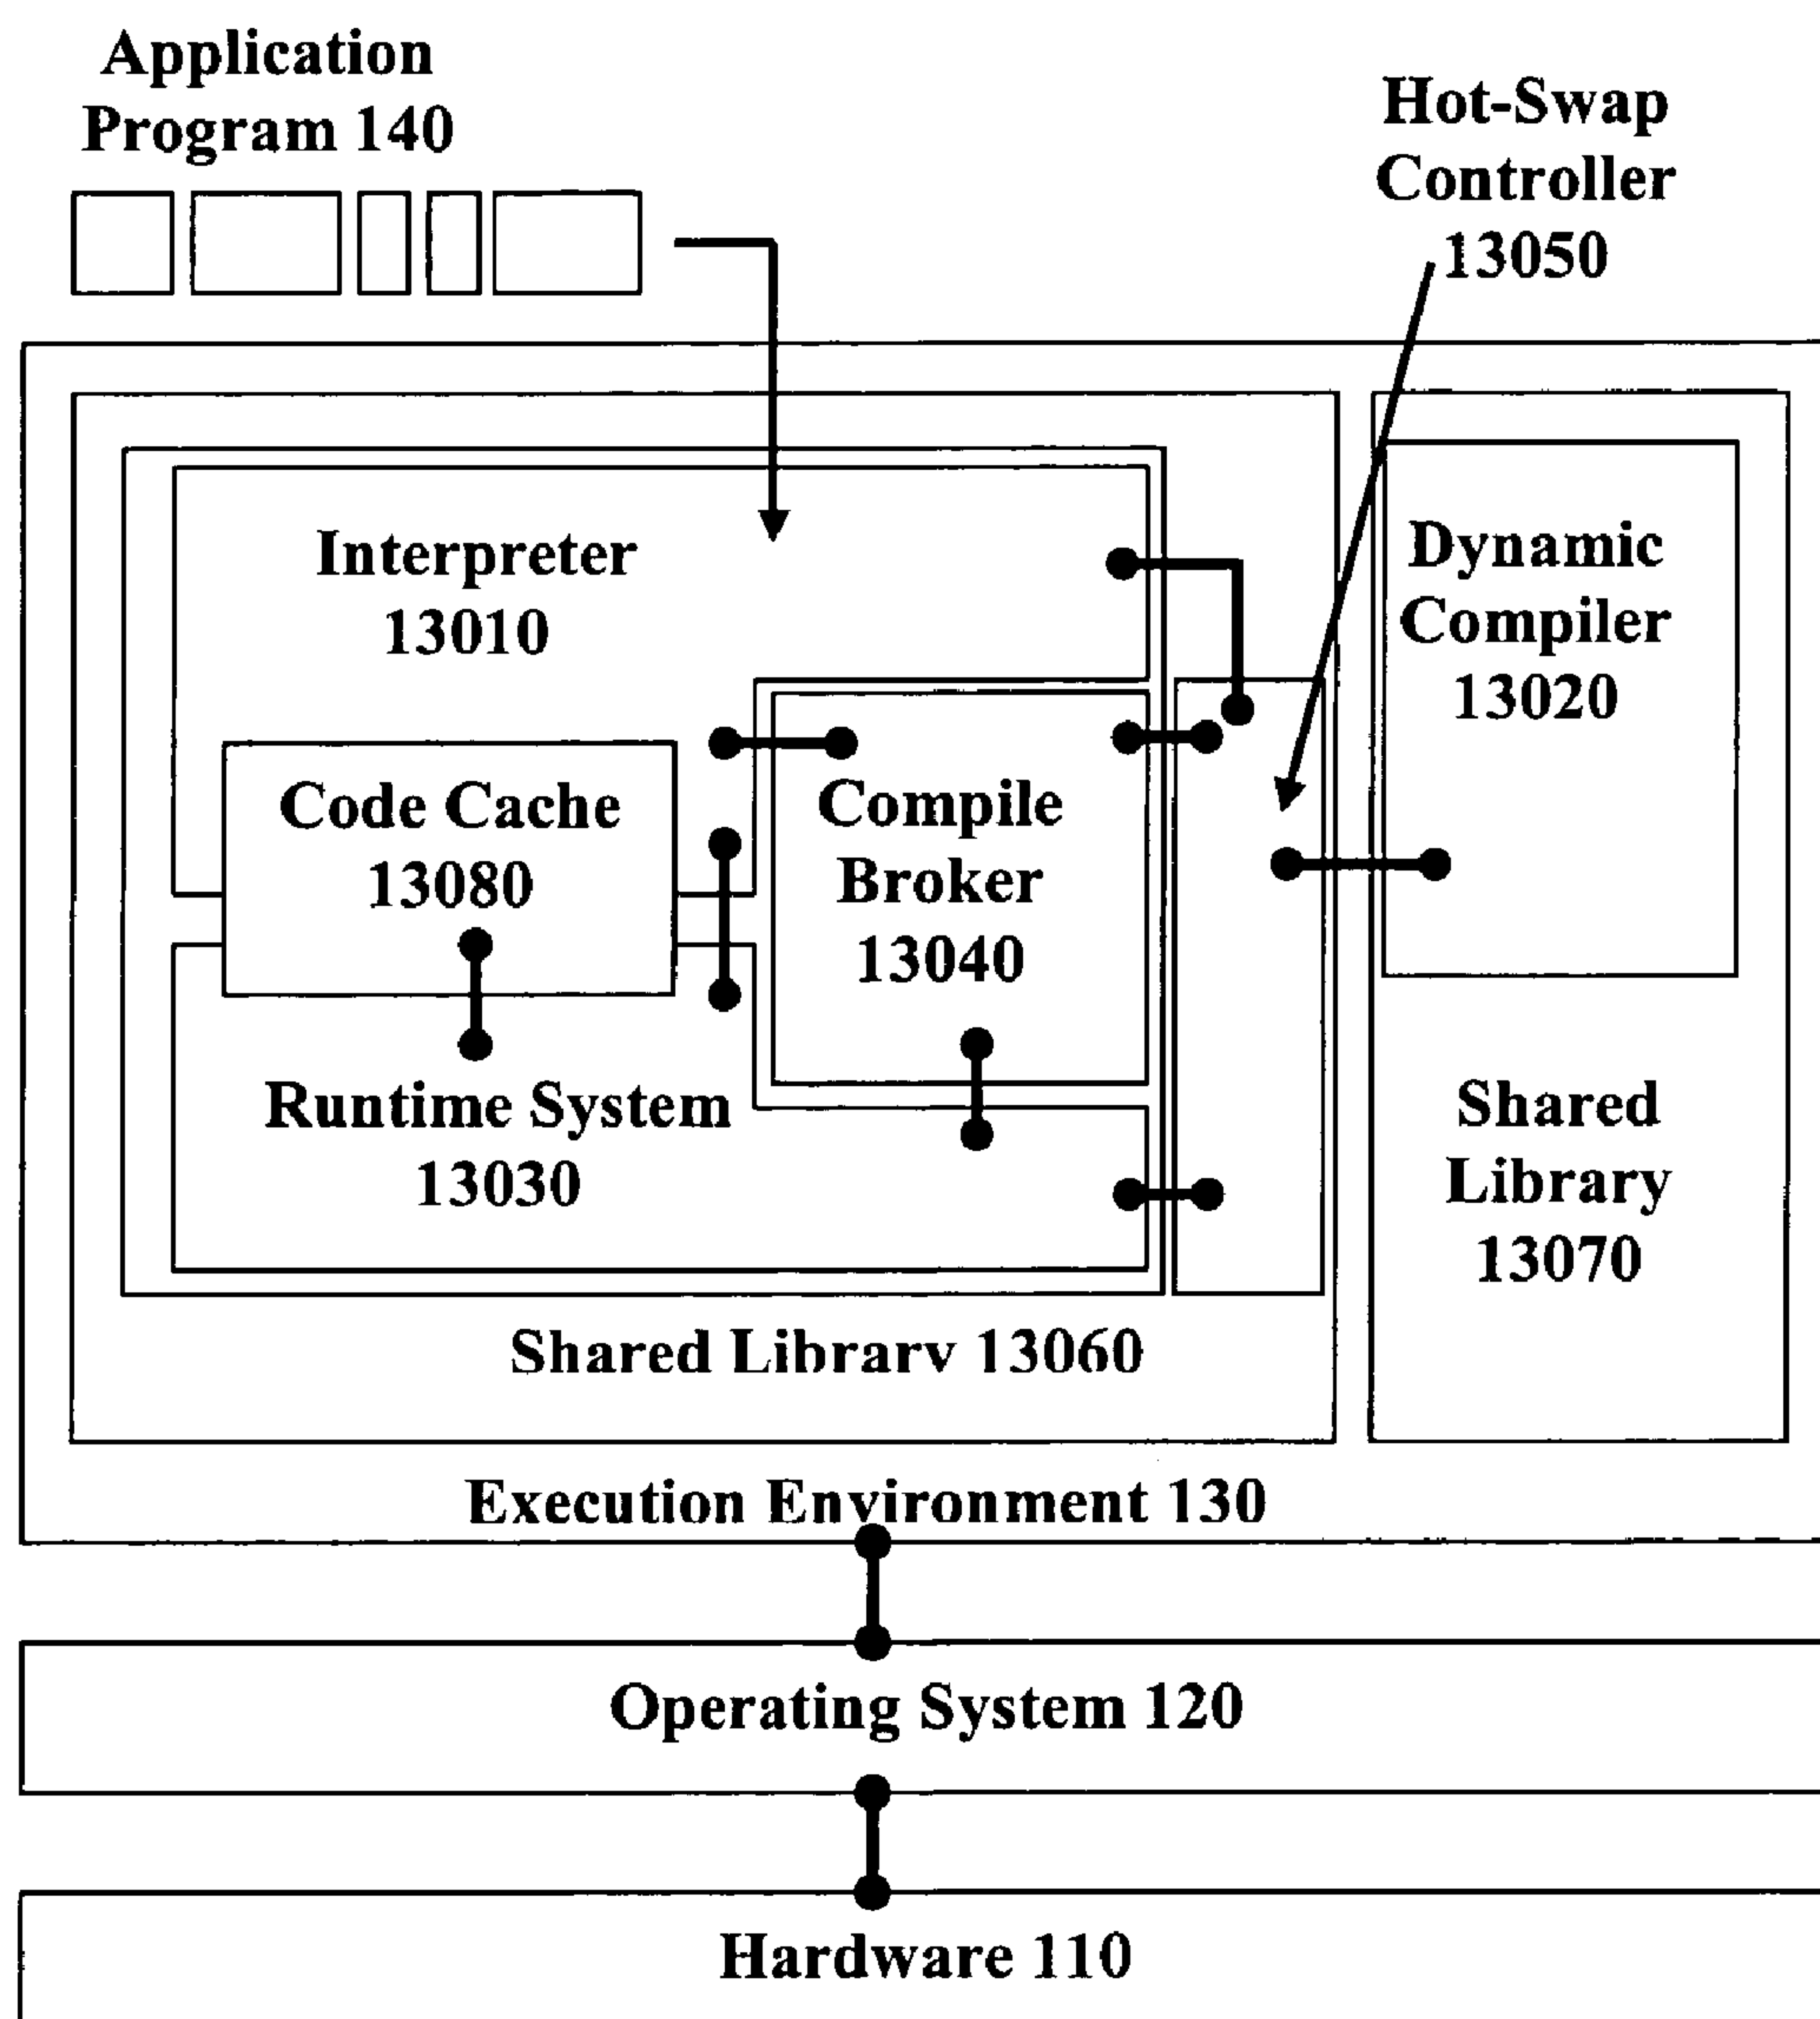 Application
Program 140
Hot-Swap
Controller
13050
Interpreter
13010
Dynamic
Compiler
13020
Code Cache
13080
Compile
Broker
13040
Runtime System
13030
Shared
Library
13070
Shared Library 13060
Execution Environment 130
Operating System 120
Hardware 110